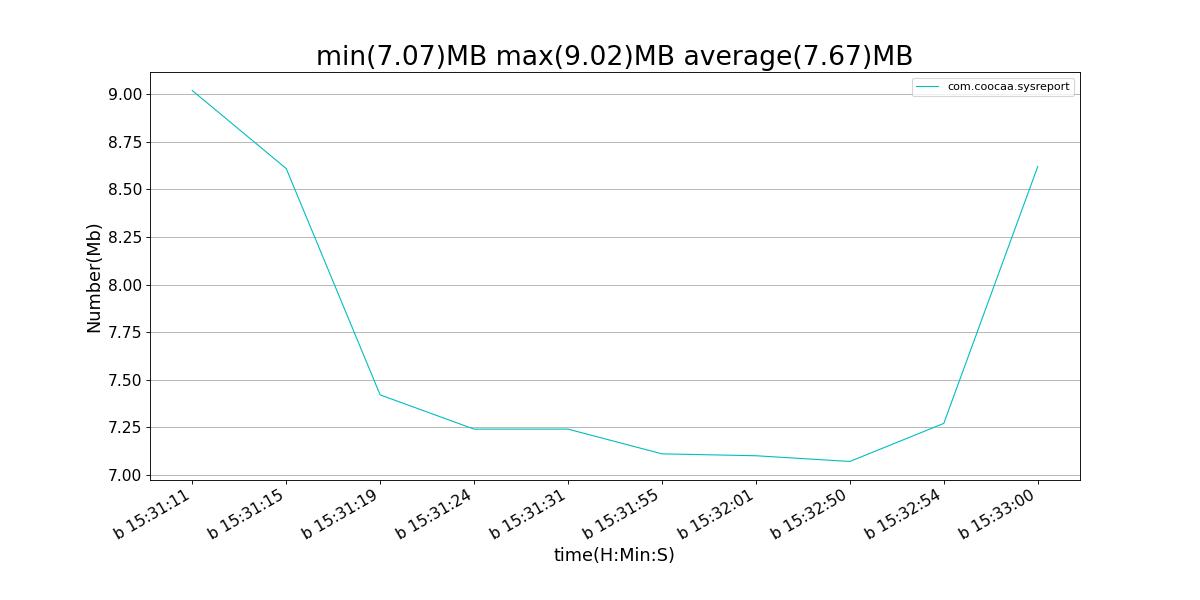 min(7.07)MB max(9.02)MB average(7.67)MB
com.coocaa.sysreport
9.00
8.75
8.50
8.25
8.00
7.75
7.50
7.25
7.00
Number(Mb)
b 15:31:11
b 15:31:15
b 15:31:19
b 15:31:24
b 15:31:31
b 15:31:55
b 15:32:01
b 15:32:50
b 15:32:54
b 15:33:00
time(H:Min:S)